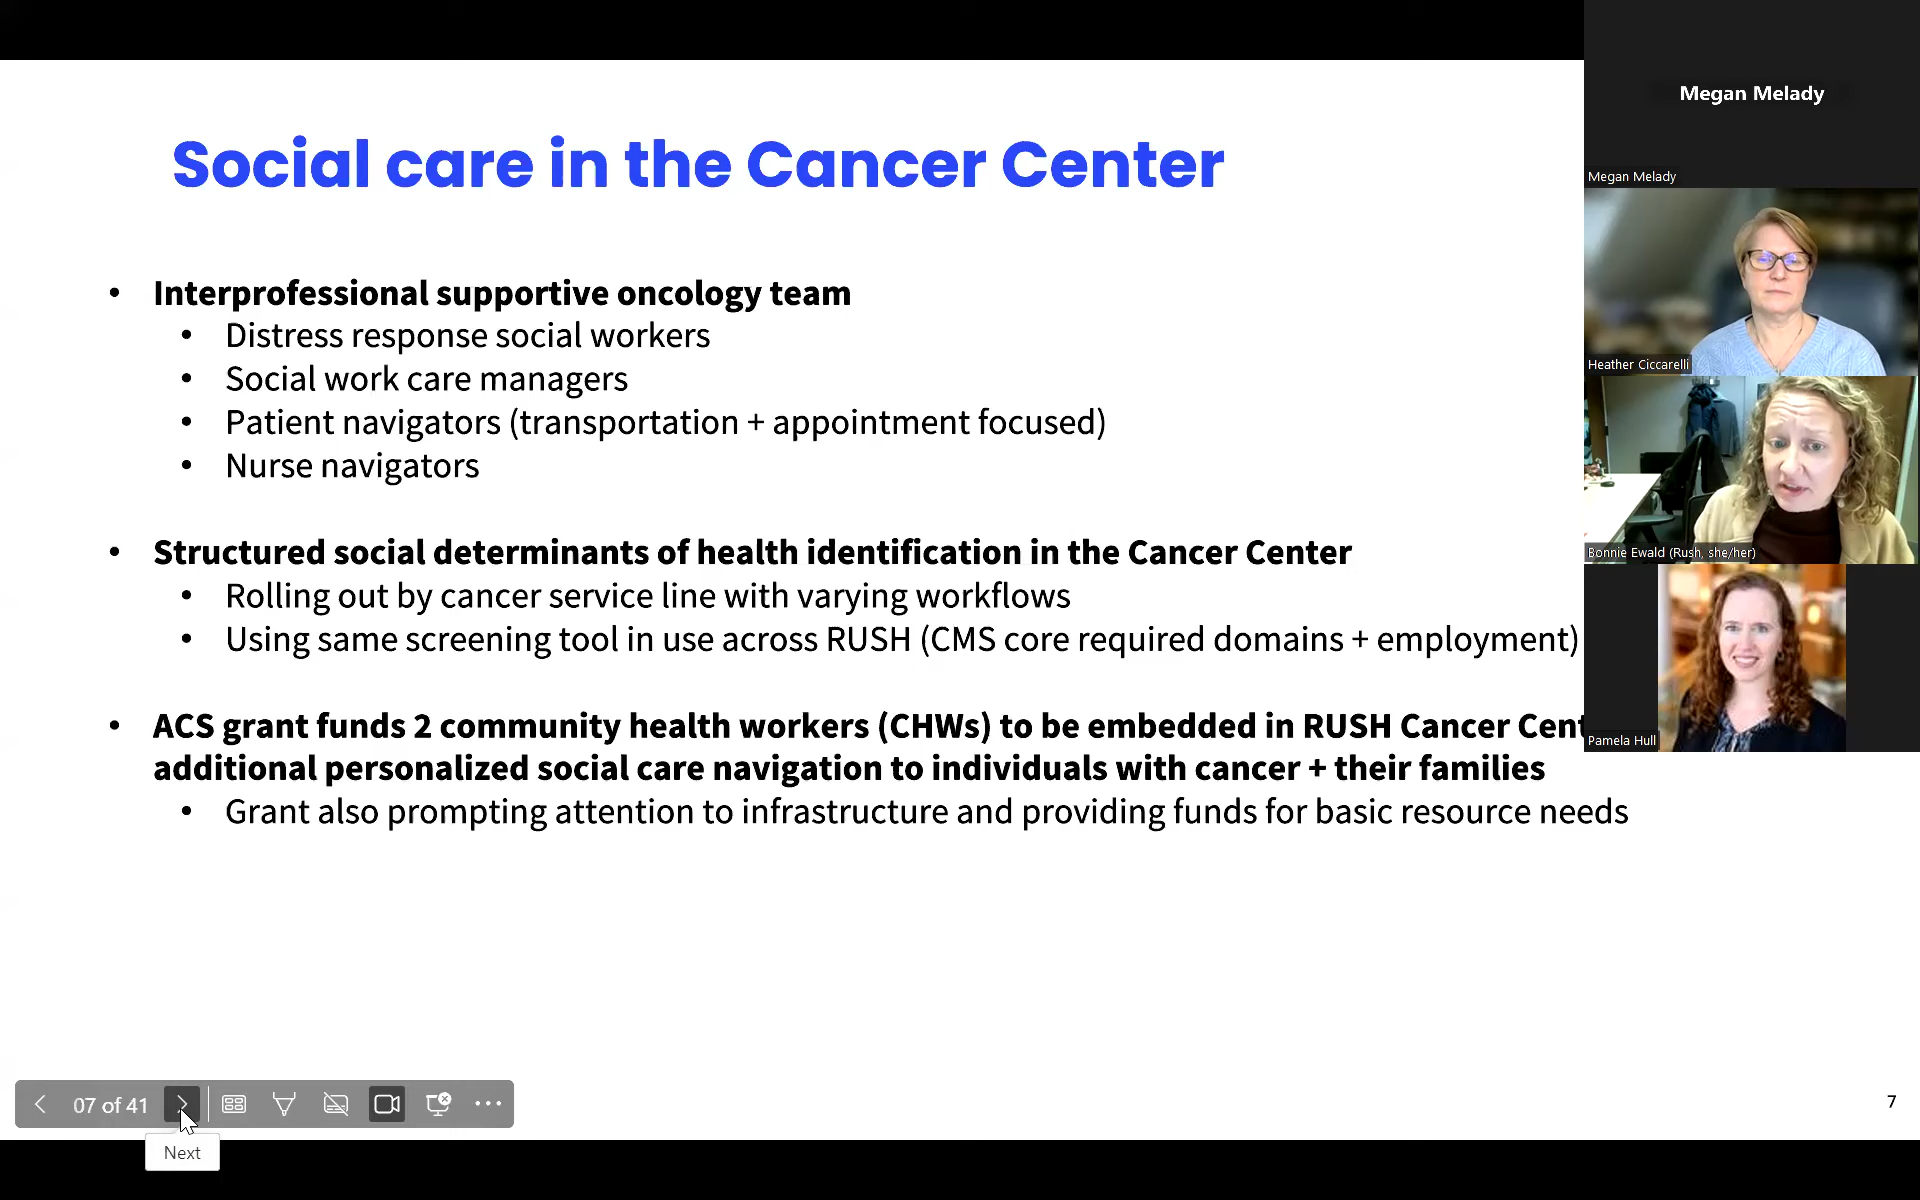 Social care in the Cancer Center
• Interprofessional supportive oncology team
• Distress response social workers
• Social work care managers
• Patient navigators (transportation + appointment focused)
• Nurse navigators
• Structured social determinants of health identification in the Cancer Center
• Rolling out by cancer service line with varying workflows
• Using same screening tool in use across RUSH (CMS core required domains + employment)
• ACS grant funds 2 community health workers (CHWs) to be embedded in RUSH Cancer
additional personalized social care navigation to individuals with cancer + their families
• Grant also prompting attention to infrastructure and providing funds for basic resource needs
Megan Melady
Megan Melady
Heather Ciccarelli
Bonnie Ewald (Rush, she/her)
Pamela Hull
07 of 41
Next
7